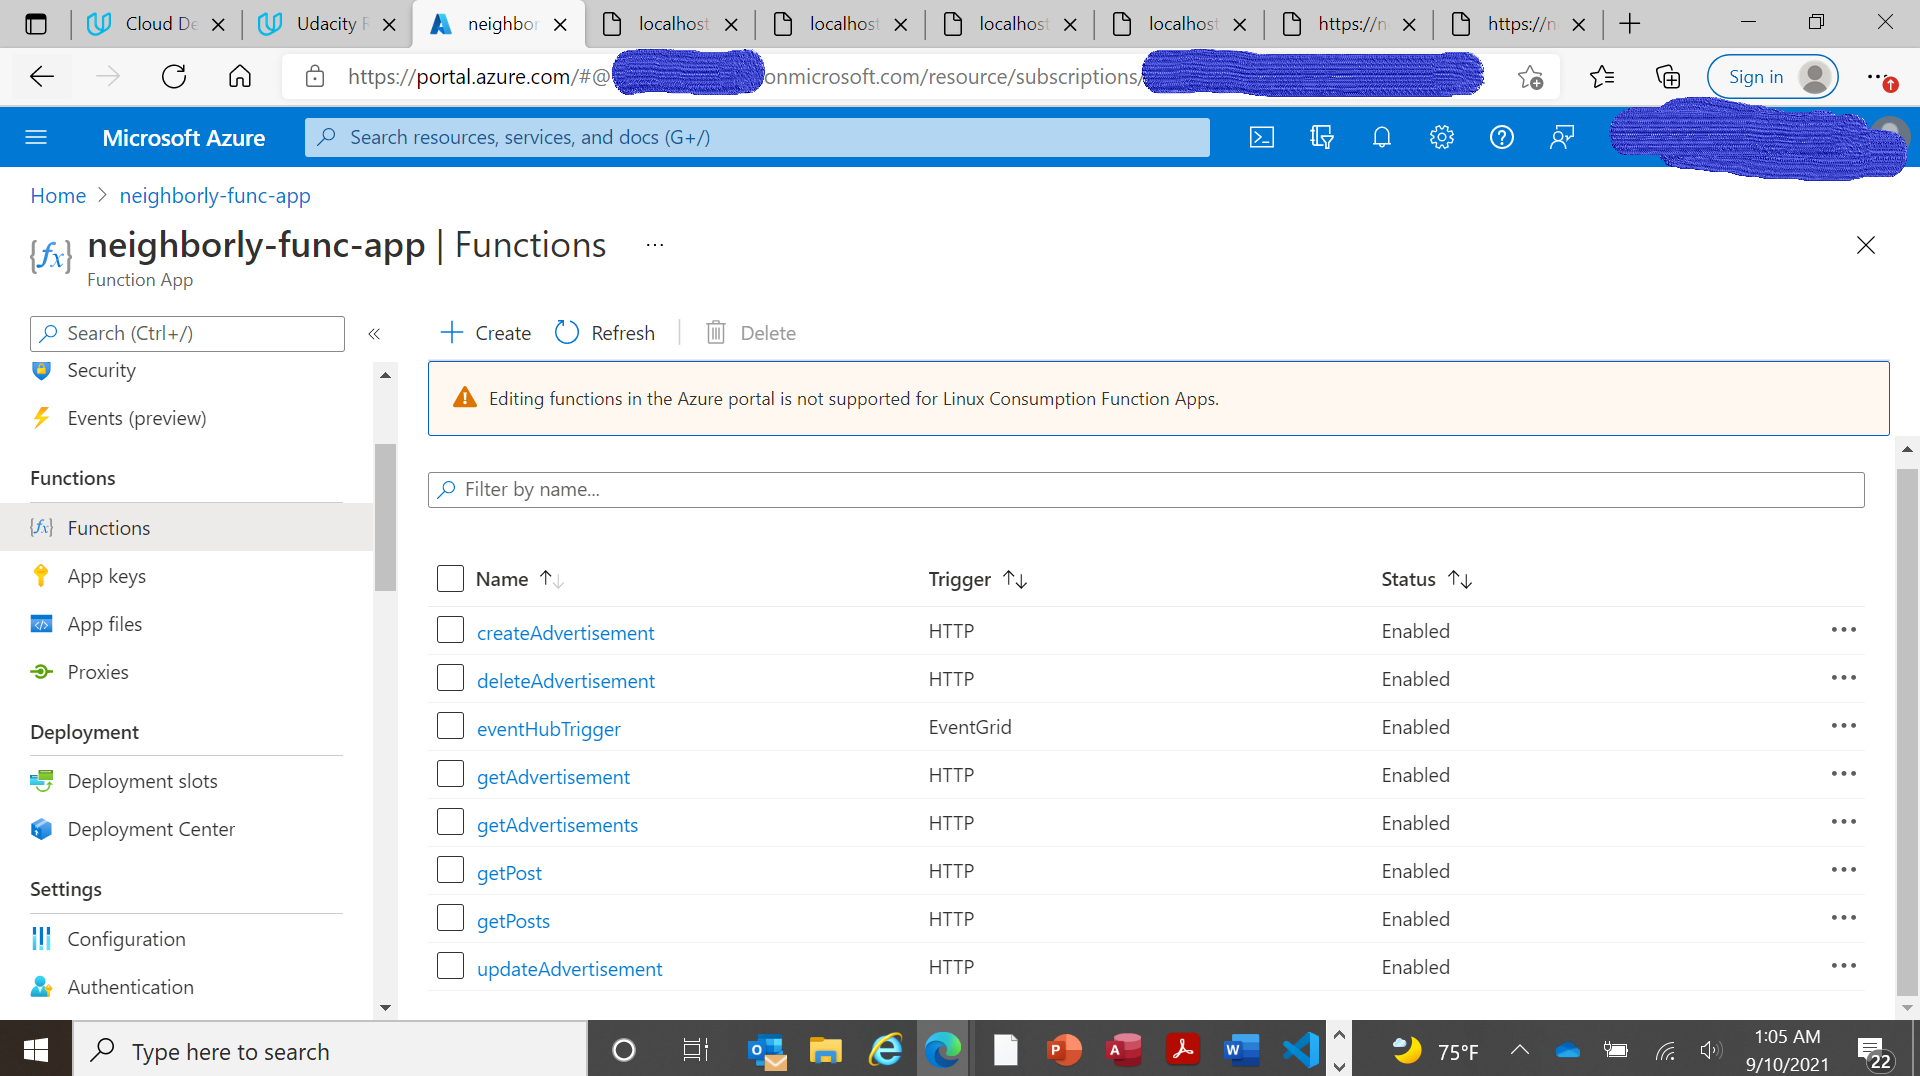 Cloud De
Udacity R
neighbor
localhost
localhost
localhost
localhost
https://n
https://n
https://portal.azure.com/#@ onmicrosoft.com/resource/subscriptions/
Sign in
Microsoft Azure
Search resources, services, and docs (G+/)
Home > neighborly-func-app
{fx}
neighborly-func-app | Functions ...
Function App
Search (Ctrl+/) «
Create Refresh Delete
Security
Events (preview)
Functions
Functions
App keys
App files
Proxies
Deployment
Deployment slots
Deployment Center
Settings
Configuration
Authentication
Editing functions in the Azure portal is not supported for Linux Consumption Function Apps.
Filter by name...
Name Trigger Status
createAdvertisement HTTP Enabled
deleteAdvertisement HTTP Enabled
eventHubTrigger EventGrid Enabled
getAdvertisement HTTP Enabled
getAdvertisements HTTP Enabled
getPost HTTP Enabled
getPosts HTTP Enabled
updateAdvertisement HTTP Enabled
Type here to search
75°F
1:05 AM
9/10/2021
22